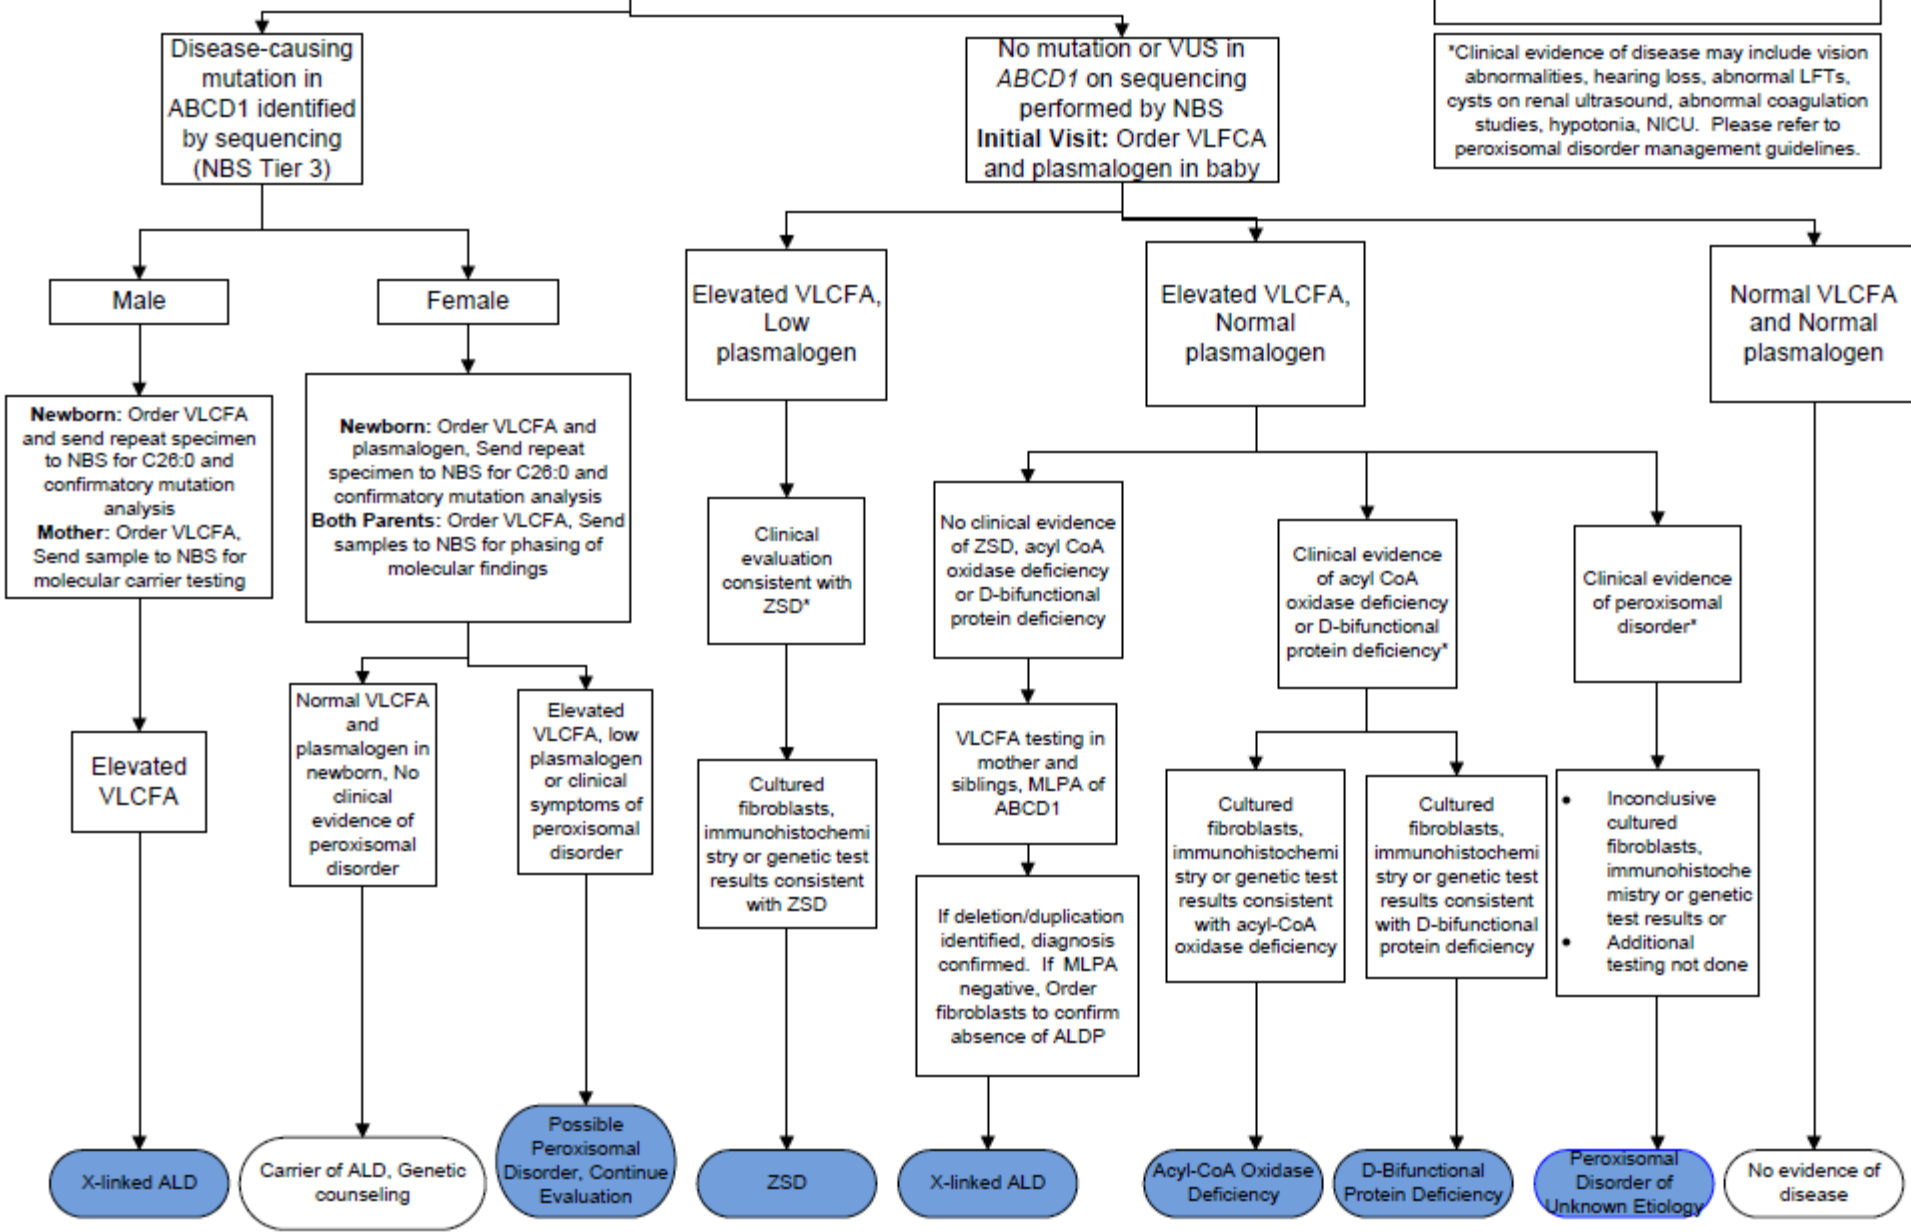 Disease-causing
mutation in
ABCD1 identified
by sequencing
(NBS Tier 3)
No mutation or VUS in
ABCD1 on sequencing
performed by NBS
Initial Visit: Order VLFCA
and plasmalogen in baby
*Clinical evidence of disease may include vision
abnormalities, hearing loss, abnormal LFTs,
cysts on renal ultrasound, abnormal coagulation
studies, hypotonia, NICU. Please refer to
peroxisomal disorder management guidelines.
Male
Female
Elevated VLCFA,
Low
plasmalogen
Elevated VLCFA,
Normal
plasmalogen
Normal VLCFA
and Normal
plasmalogen
Newborn: Order VLCFA
and send repeat specimen
to NBS for C26:0 and
confirmatory mutation
analysis
Mother: Order VLCFA,
Send sample to NBS for
molecular carrier testing
Newborn: Order VLCFA and
plasmalogen, Send repeat
specimen to NBS for C26:0 and
confirmatory mutation analysis
Both Parents: Order VLCFA, Send
samples to NBS for phasing of
molecular findings
Clinical
evaluation
consistent with
ZSD*
No clinical evidence
of ZSD, acyl CoA
oxidase deficiency
or D-bifunctional
protein deficiency
Clinical evidence
of acyl CoA
oxidase deficiency
or D-bifunctional
protein deficiency*
Clinical evidence
of peroxisomal
disorder*
Elevated
VLCFA
Normal VLCFA
and
plasmalogen in
newborn, No
clinical
evidence of
peroxisomal
disorder
Elevated
VLCFA, low
plasmalogen
or clinical
symptoms of
peroxisomal
disorder
Cultured
fibroblasts,
immunohistochemi
stry or genetic test
results consistent
with ZSD
VLCFA testing in
mother and
siblings, MLPA of
ABCD1
If deletion/duplication
identified, diagnosis
confirmed. If MLPA
negative, Order
fibroblasts to confirm
absence of ALDP
Cultured
fibroblasts,
immunohistochemi
stry or genetic test
results consistent
with acyl-CoA
oxidase deficiency
Cultured
fibroblasts,
immunohistochemi
stry or genetic test
results consistent
with D-bifunctional
protein deficiency
• Inconclusive
cultured
fibroblasts,
immunohistoche
mistry or genetic
test results or
• Additional
testing not done
X-linked ALD
Carrier of ALD, Genetic
counseling
Possible
Peroxisomal
Disorder, Continue
Evaluation
ZSD
X-linked ALD
Acyl-CoA Oxidase
Deficiency
D-Bifunctional
Protein Deficiency
Peroxisomal
Disorder of
Unknown Etiology
No evidence of
disease